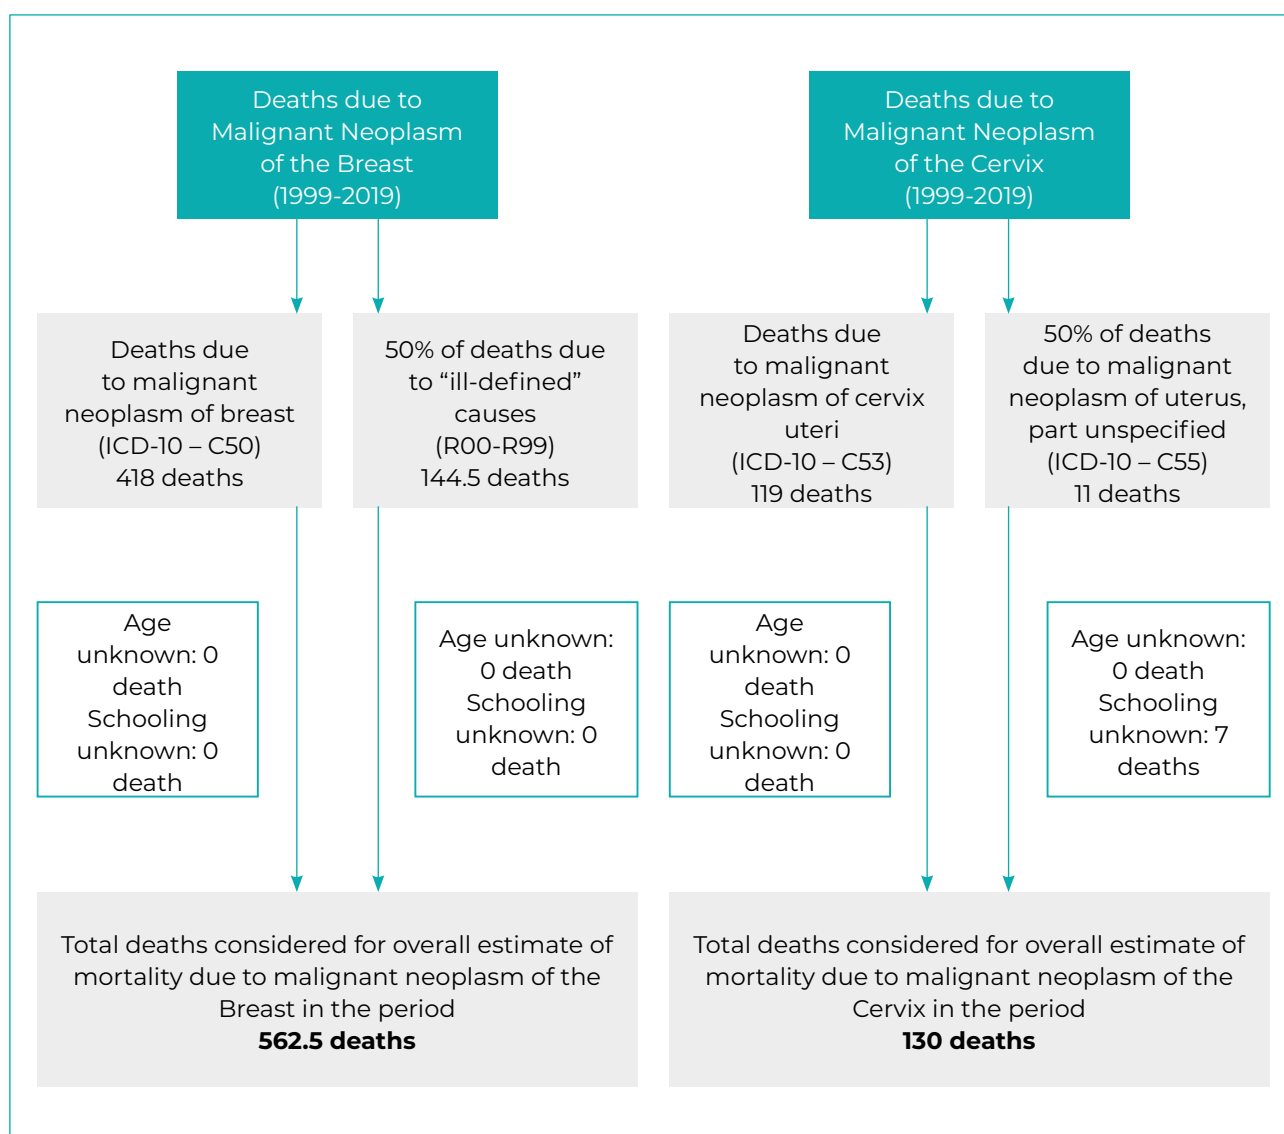 Deaths due to
Malignant Neoplasm
of the Breast
(1999-2019)
Deaths due to
Malignant Neoplasm
of the Cervix
(1999-2019)
Deaths due
to malignant
neoplasm of breast
(ICD-10 – C50)
418 deaths
50% of deaths due
to “ill-defined”
causes
(R00-R99)
144.5 deaths
Deaths due
to malignant
neoplasm of cervix
uteri
(ICD-10 – C53)
119 deaths
50% of deaths
due to malignant
neoplasm of uterus,
part unspecified
(ICD-10 – C55)
11 deaths
Age
unknown: 0
death
Schooling
unknown: 0
death
Age unknown:
0 death
Schooling
unknown: 0
death
Age
unknown: 0
death
Schooling
unknown: 0
death
Age unknown:
0 death
Schooling
unknown: 7
deaths
Total deaths considered for overall estimate of
mortality due to malignant neoplasm of the
Breast in the period
562.5 deaths
Total deaths considered for overall estimate of
mortality due to malignant neoplasm of the
Cervix in the period
130 deaths